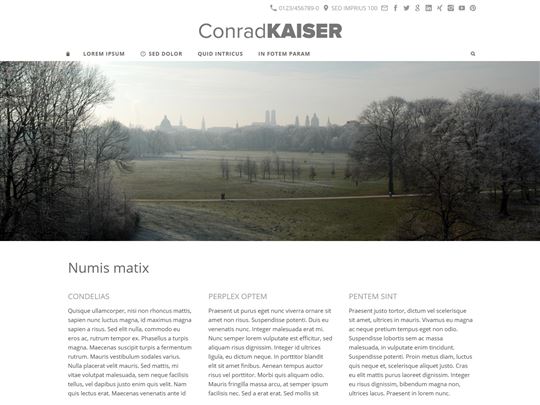 0123/456789-0 SEO IMPRIUS 100
ConradKAISER
LOREM IPSUM SED DOLOR QUID INTRICUS IN FOTEM PARAM
Numis matix
CONDELIAS
Quisque ullamcorper, nisi non rhoncus mattis,
sapien nunc luctus magna, id maximus magna
sapien a risus. Sed elit nulla, commodo eu
eros ac, rutrum tempor ex. Phasellus a turpis
magna. Maecenas suscipit turpis a fermentum
rutrum. Mauris vestibulum sodales varius.
Nulla placerat velit mauris. Sed mattis, mi
vitae volutpat malesuada, sem neque facilisis
tellus, vel dapibus justo enim quis velit. Nam
quis lectus erat. Maecenas venenatis ante id
PERPLEX OPTEM
Praesent ut purus eget nunc viverra ornare sit
amet non risus. Suspendisse potenti. Duis eu
venenatis nunc. Integer malesuada erat mi.
Nunc semper lorem vulputate est efficitur, sed
aliquam risus dignissim. Integer id ultrices
ligula, eu dictum neque. In porttitor blandit
elit sit amet finibus. Aenean tempus auctor
risus vel porttitor. Morbi quis aliquam odio.
Mauris fringilla massa arcu, at semper ipsum
facilisis nec. Sed a erat erat. Sed mollis sit
PENTEM SINT
Praesent justo tortor, dictum vel scelerisque
sit amet, ultrices in mauris. Vivamus eu magna
ac neque pretium tempus eget non odio.
Suspendisse lobortis sem ac massa
malesuada, in vulputate enim tincidunt.
Suspendisse potenti. Proin metus diam, luctus
quis neque et, scelerisque aliquet justo. Cras
eu elit mattis purus laoreet dignissim. Integer
eu risus dignissim, bibendum magna non,
ultrices lacus. Praesent in lorem nunc.